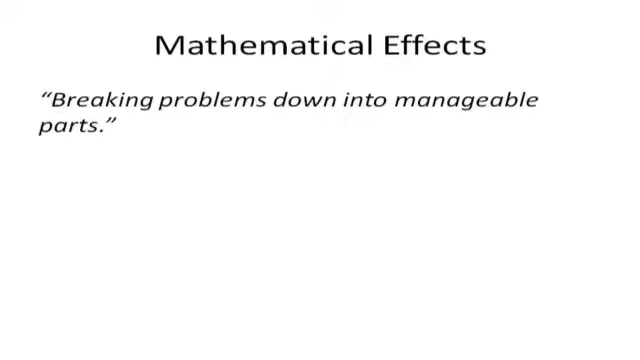 Mathematical Effects
“Breaking problems down into manageable
parts.”